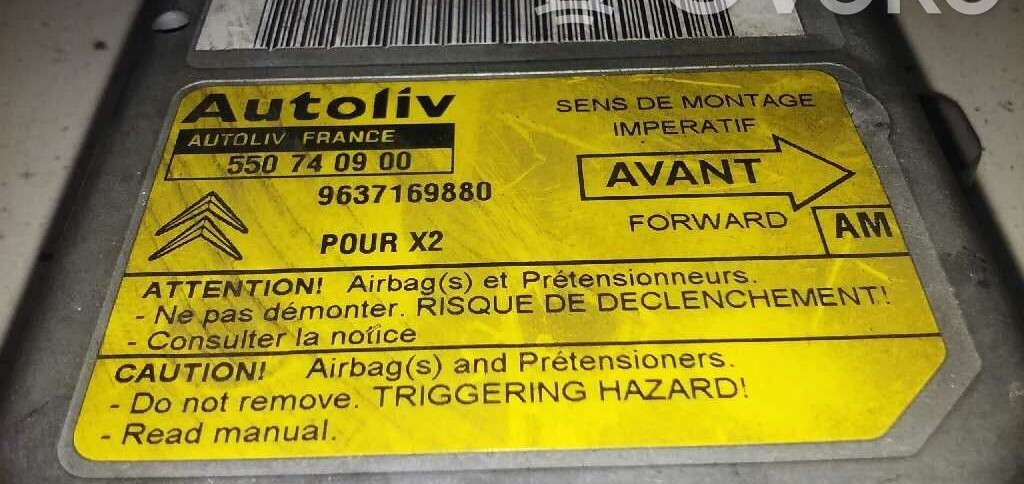 Autoliv
AUTOLIV FRANCE
550 74 09 00
9637169880
POUR X2
SENS DE MONTAGE
IMPERATIF
AVANT
FORWARD
AM
ATTENTION! Airbag(s) et Prétensionneurs.
- Ne pas démonter. RISQUE DE DECLENCHEMENT!
- Consulter la notice
CAUTION! Airbag(s) and Prétensioners.
- Do not remove. TRIGGERING HAZARD!
- Read manual.